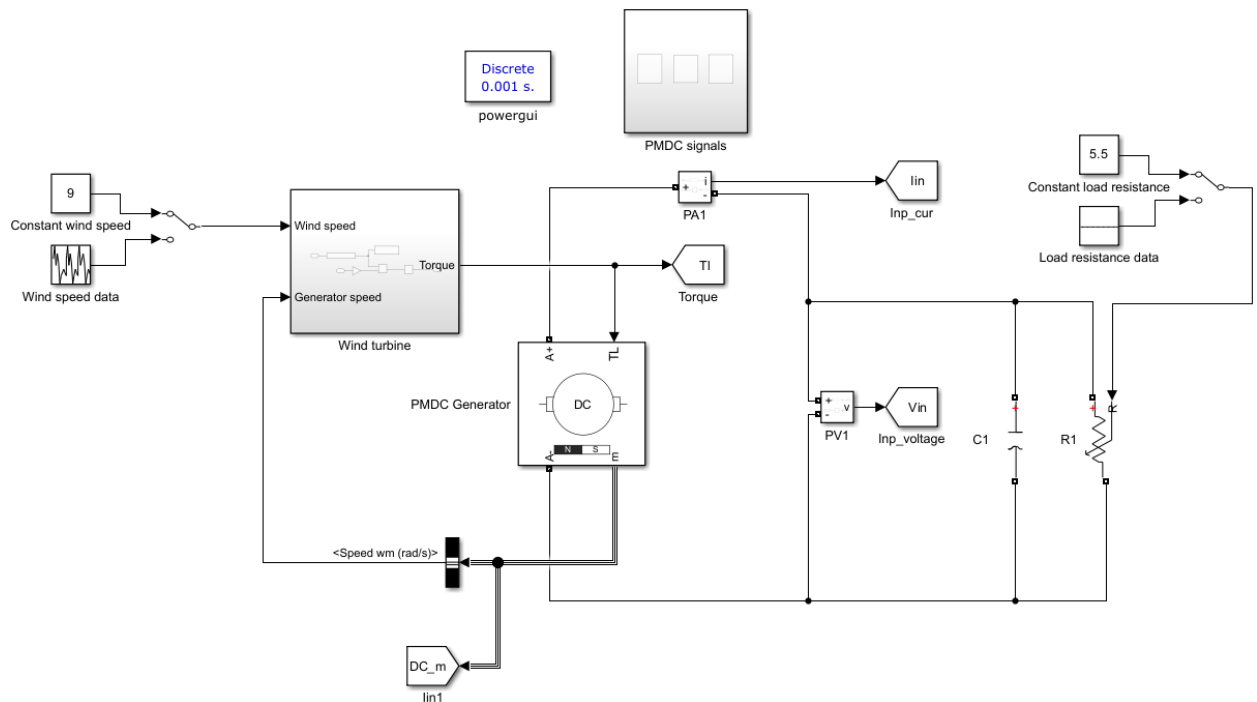 Discrete
0.001 s.
powergui
PMDC signals
9
Constant wind speed
Wind speed data
Wind speed
Torque
Generator speed
Wind turbine
+
i
-
PA1
Iin
Inp_cur
5.5
Constant load resistance
Load resistance data
Tl
Torque
A+
TL
PMDC Generator
DC
N S
A-
m
+
v
-
PV1
Vin
Inp_voltage
+
C1
+
R
R1
<Speed wm (rad/s)>
DC_m
Iin1